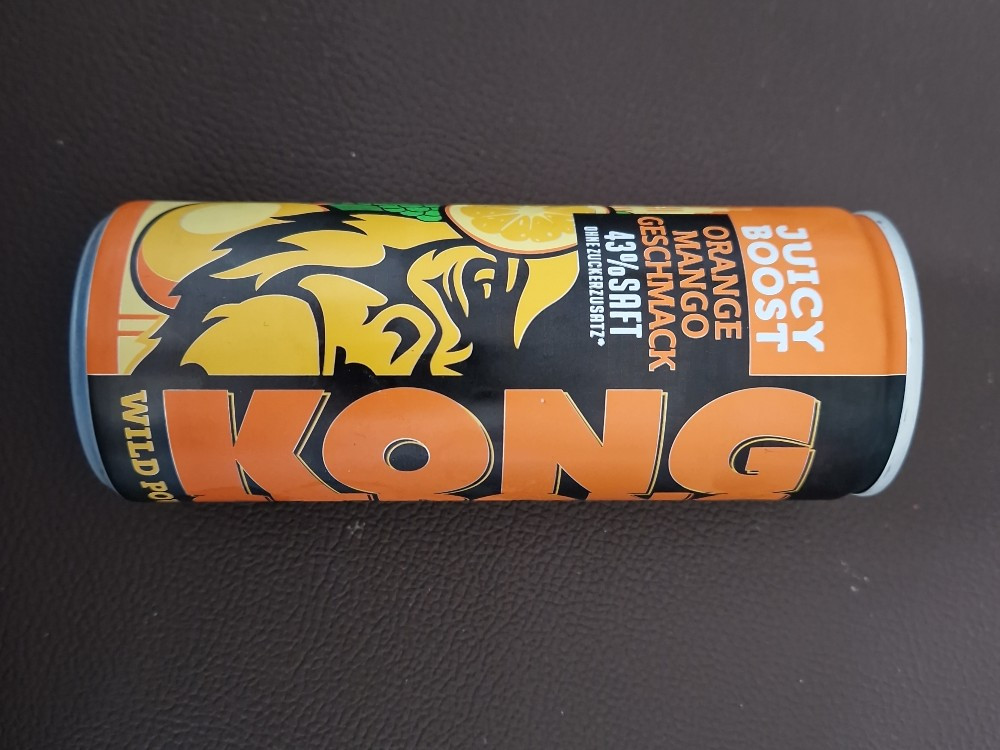 JUICY
BOOST
ORANGE
MANGO
GESCHMACK
43% SAFT
OHNE ZUCKERZUSATZ*
KONG
WILD